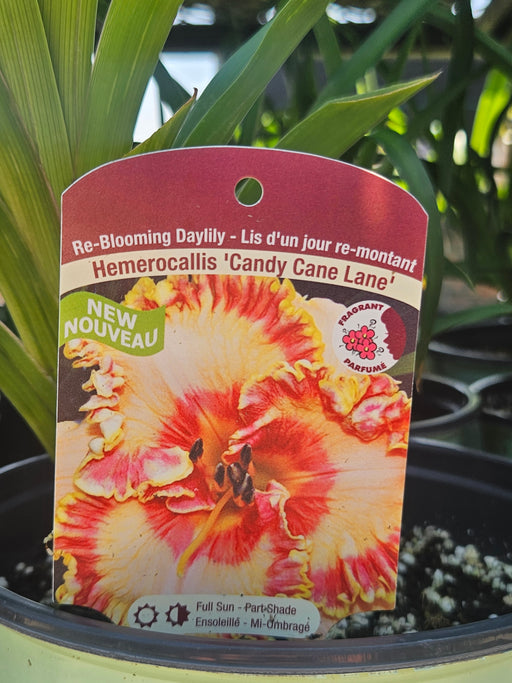 Re-Blooming Daylily - Lis d'un jour re-montant
Hemerocallis 'Candy Cane Lane'
NEW
NOUVEAU
FRAGRANT
PARFUMÉ
Full Sun - Part-Shade
Ensoleillé - Mi-Ombragé